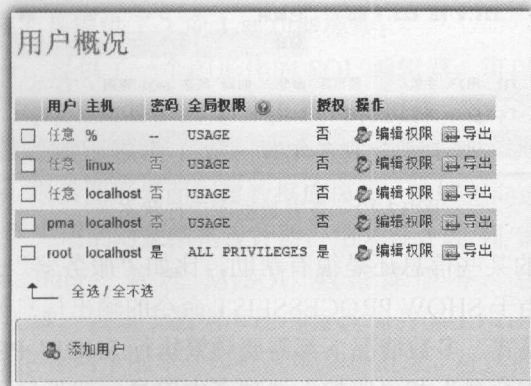 用户概况
用户 主机 密码 全局权限 授权 操作
任意 % -- USAGE 否 编辑权限 导出
任意 linux 否 USAGE 否 编辑权限 导出
任意 localhost 否 USAGE 否 编辑权限 导出
pma localhost 否 USAGE 否 编辑权限 导出
root localhost 是 ALL PRIVILEGES 是 编辑权限 导出
全选 / 全不选
添加用户